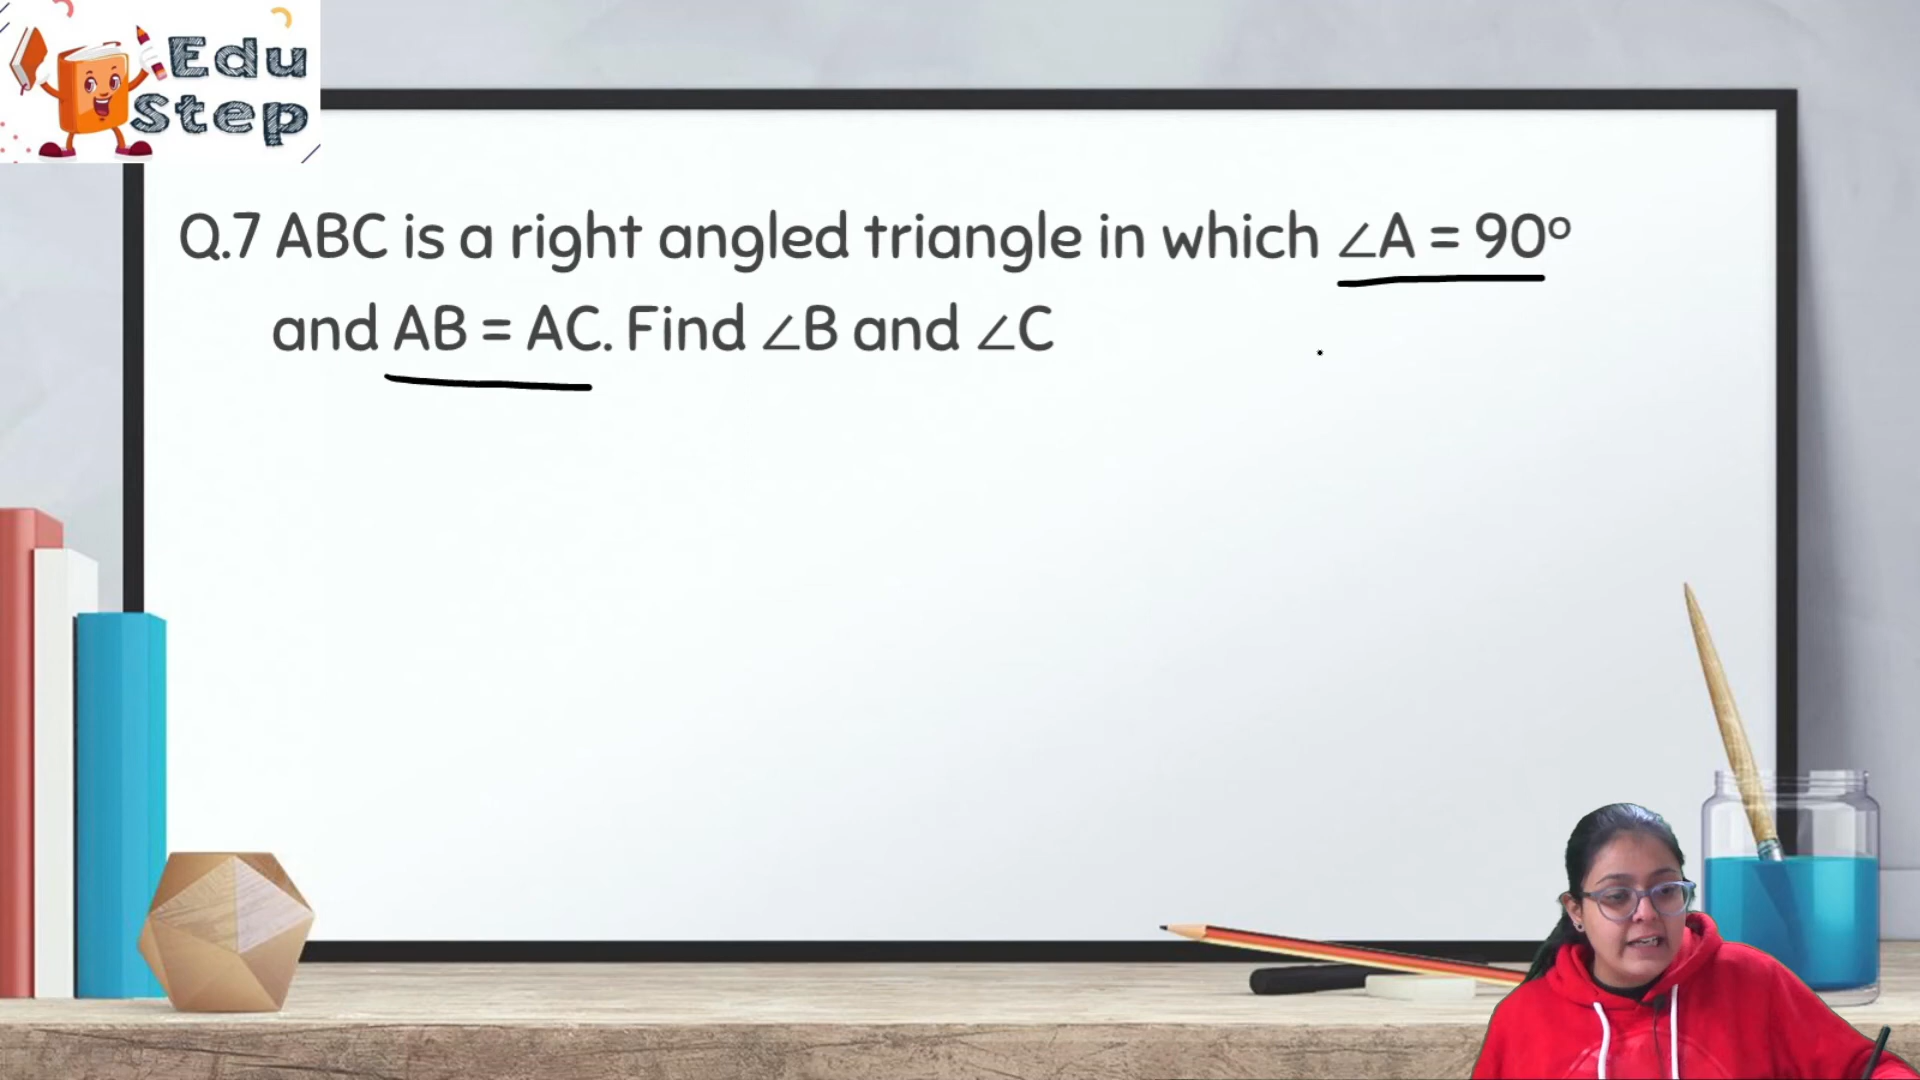 Edu
Step
Q.7 ABC is a right angled triangle in which ∠A = 90°
and AB = AC. Find ∠B and ∠C